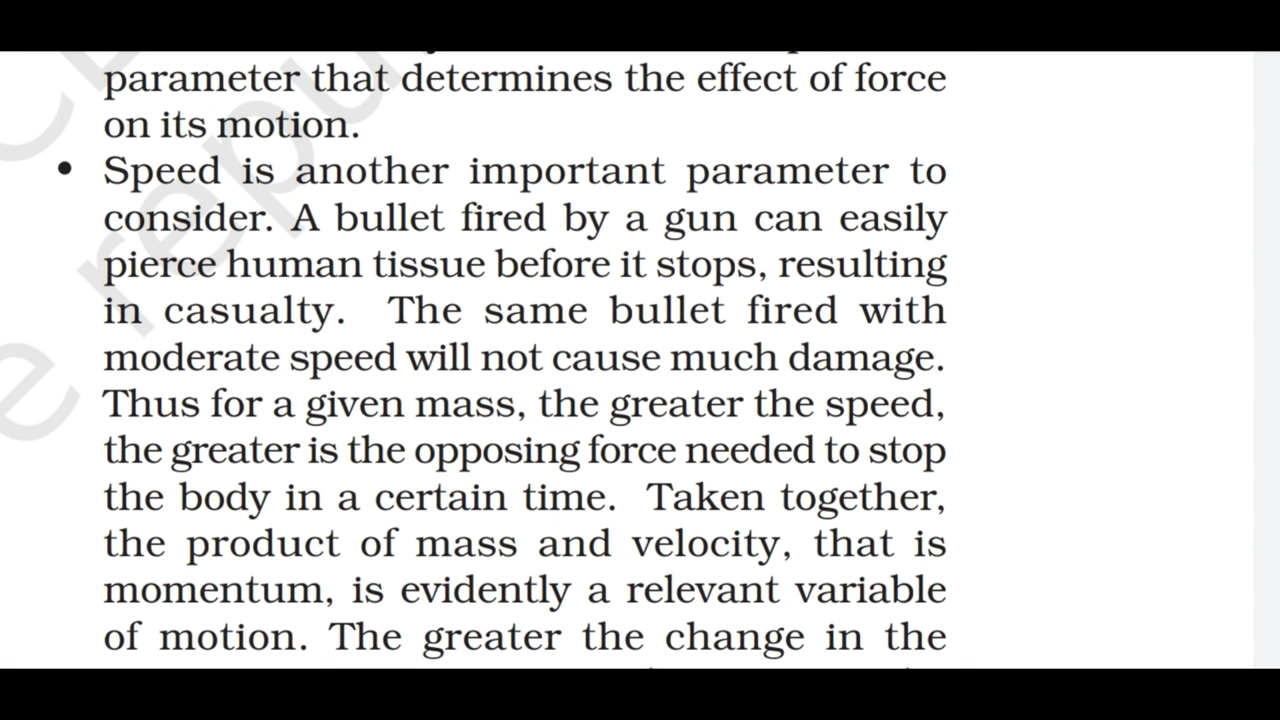 parameter that determines the effect of force
on its motion.
• Speed is another important parameter to
consider. A bullet fired by a gun can easily
pierce human tissue before it stops, resulting
in casualty. The same bullet fired with
moderate speed will not cause much damage.
Thus for a given mass, the greater the speed,
the greater is the opposing force needed to stop
the body in a certain time. Taken together,
the product of mass and velocity, that is
momentum, is evidently a relevant variable
of motion. The greater the change in the